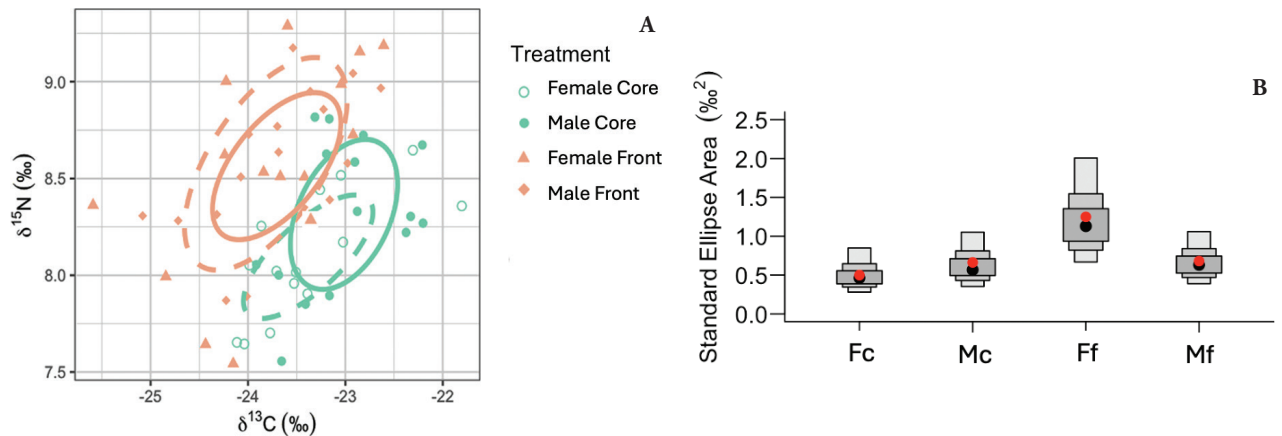 A
δ15N (‰)
9.0
8.5
8.0
7.5
-25
-24
-23
-22
δ13C (‰)
Treatment
Female Core
Male Core
Female Front
Male Front
B
Standard Ellipse Area (‰2)
2.5
2.0
1.5
1.0
0.5
0.0
Fc
Mc
Ff
Mf